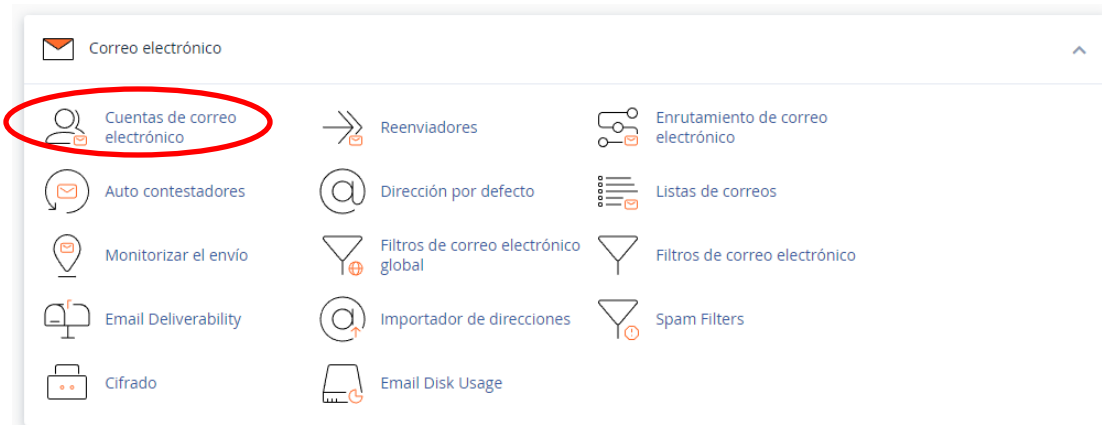 Correo electrónico
Cuentas de correo
electrónico
Reenviadores
Enrutamiento de correo
electrónico
Auto contestadores
Dirección por defecto
Listas de correos
Monitorizar el envío
Filtros de correo electrónico
global
Filtros de correo electrónico
Email Deliverability
Importador de direcciones
Spam Filters
Cifrado
Email Disk Usage